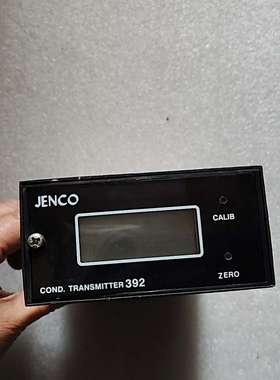 JENCO
CALIB
ZERO
COND. TRANSMITTER 392